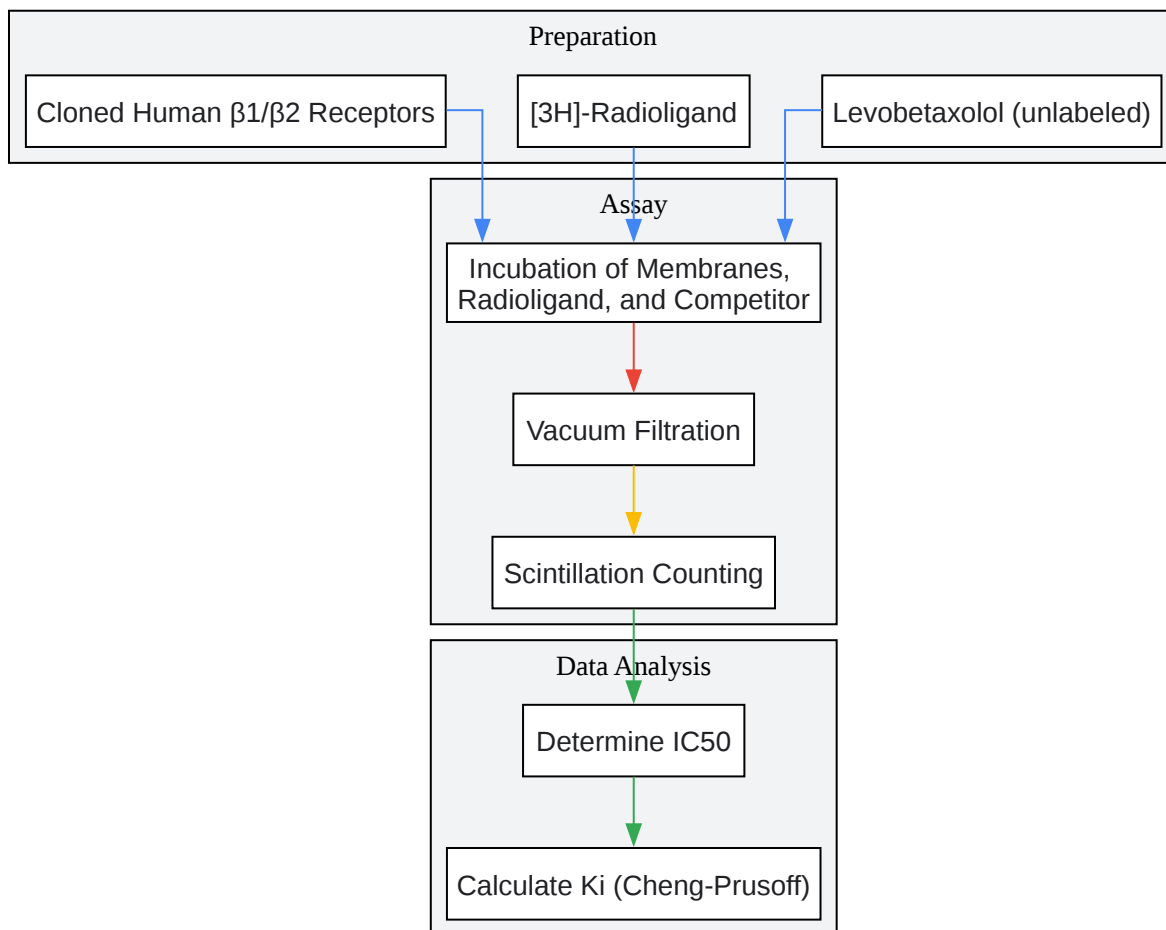 Preparation
Cloned Human β1/β2 Receptors
[3H]-Radioligand
Levobetaxolol (unlabeled)
Assay
Incubation of Membranes,
Radioligand, and Competitor
Vacuum Filtration
Scintillation Counting
Data Analysis
Determine IC50
Calculate Ki (Cheng-Prusoff)